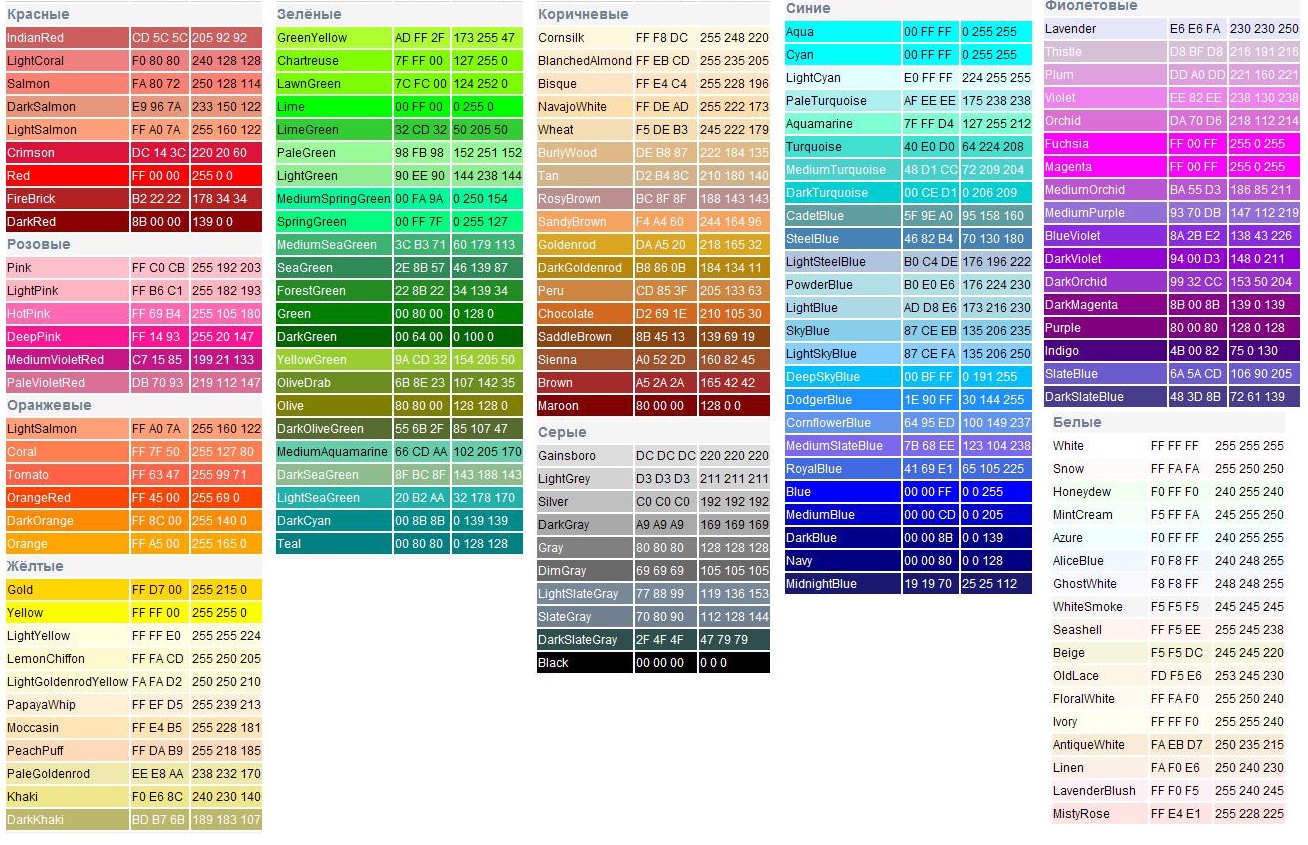 Красные
IndianRed CD 5C 5C 205 92 92
LightCoral F0 80 80 240 128 128
Salmon FA 80 72 250 128 114
DarkSalmon E9 96 7A 233 150 122
LightSalmon FF A0 7A 255 160 122
Crimson DC 14 3C 220 20 60
Red FF 00 00 255 0 0
FireBrick B2 22 22 178 34 34
DarkRed 8B 00 00 139 0 0
Розовые
Pink FF C0 CB 255 192 203
LightPink FF B6 C1 255 182 193
HotPink FF 69 B4 255 105 180
DeepPink FF 14 93 255 20 147
MediumVioletRed C7 15 85 199 21 133
PaleVioletRed DB 70 93 219 112 147
Оранжевые
LightSalmon FF A0 7A 255 160 122
Coral FF 7F 50 255 127 80
Tomato FF 63 47 255 99 71
OrangeRed FF 45 00 255 69 0
DarkOrange FF 8C 00 255 140 0
Orange FF A5 00 255 165 0
Жёлтые
Gold FF D7 00 255 215 0
Yellow FF FF 00 255 255 0
LightYellow FF FF E0 255 255 224
LemonChiffon FF FA CD 255 250 205
LightGoldenrodYellow FA FA D2 250 250 210
PapayaWhip FF EF D5 255 239 213
Moccasin FF E4 B5 255 228 181
PeachPuff FF DA B9 255 218 185
PaleGoldenrod EE E8 AA 238 232 170
Khaki F0 E6 8C 240 230 140
DarkKhaki BD B7 6B 189 183 107
Зелёные
GreenYellow AD FF 2F 173 255 47
Chartreuse 7F FF 00 127 255 0
LawnGreen 7C FC 00 124 252 0
Lime 00 FF 00 0 255 0
LimeGreen 32 CD 32 50 205 50
PaleGreen 98 FB 98 152 251 152
LightGreen 90 EE 90 144 238 144
MediumSpringGreen 00 FA 9A 0 250 154
SpringGreen 00 FF 7F 0 255 127
MediumSeaGreen 3C B3 71 60 179 113
SeaGreen 2E 8B 57 46 139 87
ForestGreen 22 8B 22 34 139 34
Green 00 80 00 0 128 0
DarkGreen 00 64 00 0 100 0
YellowGreen 9A CD 32 154 205 50
OliveDrab 6B 8E 23 107 142 35
Olive 80 80 00 128 128 0
DarkOliveGreen 55 6B 2F 85 107 47
MediumAquamarine 66 CD AA 102 205 170
DarkSeaGreen 8F BC 8F 143 188 143
LightSeaGreen 20 B2 AA 32 178 170
DarkCyan 00 8B 8B 0 139 139
Teal 00 80 80 0 128 128
Коричневые
Cornsilk FF F8 DC 255 248 220
BlanchedAlmond FF EB CD 255 235 205
Bisque FF E4 C4 255 228 196
NavajoWhite FF DE AD 255 222 173
Wheat F5 DE B3 245 222 179
BurlyWood DE B8 87 222 184 135
Tan D2 B4 8C 210 180 140
RosyBrown BC 8F 8F 188 143 143
SandyBrown F4 A4 60 244 164 96
Goldenrod DA A5 20 218 165 32
DarkGoldenrod B8 86 0B 184 134 11
Peru CD 85 3F 205 133 63
Chocolate D2 69 1E 210 105 30
SaddleBrown 8B 45 13 139 69 19
Sienna A0 52 2D 160 82 45
Brown A5 2A 2A 165 42 42
Maroon 80 00 00 128 0 0
Серые
Gainsboro DC DC DC 220 220 220
LightGrey D3 D3 D3 211 211 211
Silver C0 C0 C0 192 192 192
DarkGray A9 A9 A9 169 169 169
Gray 80 80 80 128 128 128
DimGray 69 69 69 105 105 105
LightSlateGray 77 88 99 119 136 153
SlateGray 70 80 90 112 128 144
DarkSlateGray 2F 4F 4F 47 79 79
Black 00 00 00 0 0 0
Синие
Aqua 00 FF FF 0 255 255
Cyan 00 FF FF 0 255 255
LightCyan E0 FF FF 224 255 255
PaleTurquoise AF EE EE 175 238 238
Aquamarine 7F FF D4 127 255 212
Turquoise 40 E0 D0 64 224 208
MediumTurquoise 48 D1 CC 72 209 204
DarkTurquoise 00 CE D1 0 206 209
CadetBlue 5F 9E A0 95 158 160
SteelBlue 46 82 B4 70 130 180
LightSteelBlue B0 C4 DE 176 196 222
PowderBlue B0 E0 E6 176 224 230
LightBlue AD D8 E6 173 216 230
SkyBlue 87 CE EB 135 206 235
LightSkyBlue 87 CE FA 135 206 250
DeepSkyBlue 00 BF FF 0 191 255
DodgerBlue 1E 90 FF 30 144 255
CornflowerBlue 64 95 ED 100 149 237
MediumSlateBlue 7B 68 EE 123 104 238
RoyalBlue 41 69 E1 65 105 225
Blue 00 00 FF 0 0 255
MediumBlue 00 00 CD 0 0 205
DarkBlue 00 00 8B 0 0 139
Navy 00 00 80 0 0 128
MidnightBlue 19 19 70 25 25 112
Фиолетовые
Lavender E6 E6 FA 230 230 250
Thistle D8 BF D8 216 191 216
Plum DD A0 DD 221 160 221
Violet EE 82 EE 238 130 238
Orchid DA 70 D6 218 112 214
Fuchsia FF 00 FF 255 0 255
Magenta FF 00 FF 255 0 255
MediumOrchid BA 55 D3 186 85 211
MediumPurple 93 70 DB 147 112 219
BlueViolet 8A 2B E2 138 43 226
DarkViolet 94 00 D3 148 0 211
DarkOrchid 99 32 CC 153 50 204
DarkMagenta 8B 00 8B 139 0 139
Purple 80 00 80 128 0 128
Indigo 4B 00 82 75 0 130
SlateBlue 6A 5A CD 106 90 205
DarkSlateBlue 48 3D 8B 72 61 139
Белые
White FF FF FF 255 255 255
Snow FF FA FA 255 250 250
Honeydew F0 FF F0 240 255 240
MintCream F5 FF FA 245 255 250
Azure F0 FF FF 240 255 255
AliceBlue F0 F8 FF 240 248 255
GhostWhite F8 F8 FF 248 248 255
WhiteSmoke F5 F5 F5 245 245 245
Seashell FF F5 EE 255 245 238
Beige F5 F5 DC 245 245 220
OldLace FD F5 E6 253 245 230
FloralWhite FF FA F0 255 250 240
Ivory FF FF F0 255 255 240
AntiqueWhite FA EB D7 250 235 215
Linen FA F0 E6 250 240 230
LavenderBlush FF F0 F5 255 240 245
MistyRose FF E4 E1 255 228 225